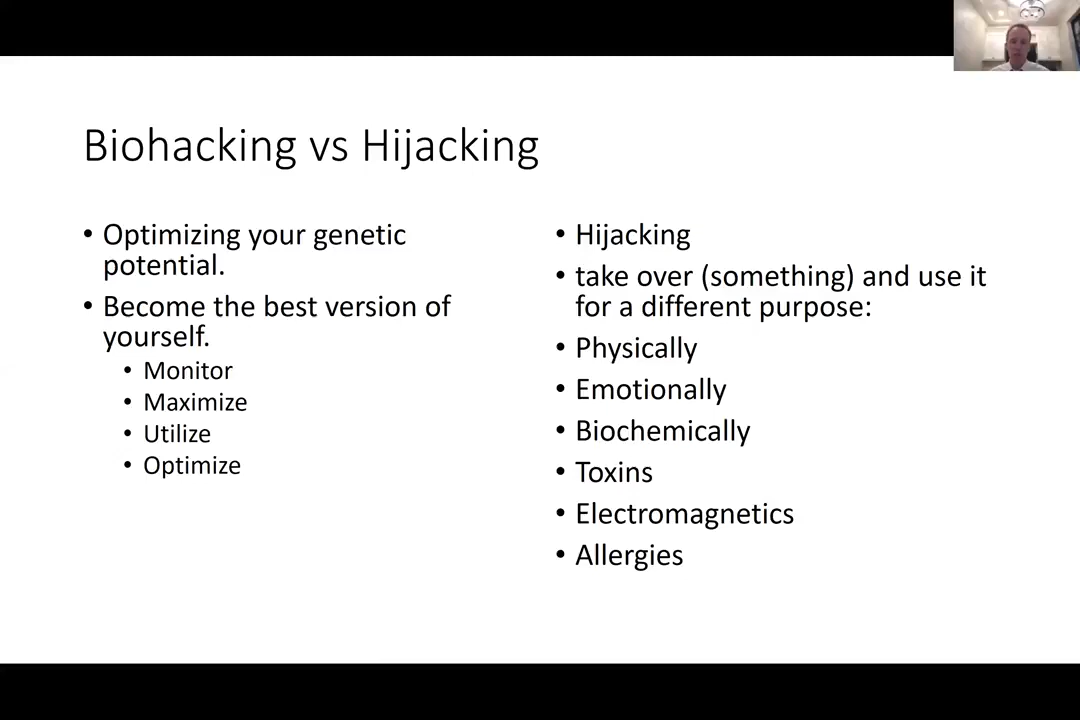 Biohacking vs Hijacking
• Optimizing your genetic
potential.
• Become the best version of
yourself.
• Monitor
• Maximize
• Utilize
• Optimize
• Hijacking
• take over (something) and use it
for a different purpose:
• Physically
• Emotionally
• Biochemically
• Toxins
• Electromagnetics
• Allergies